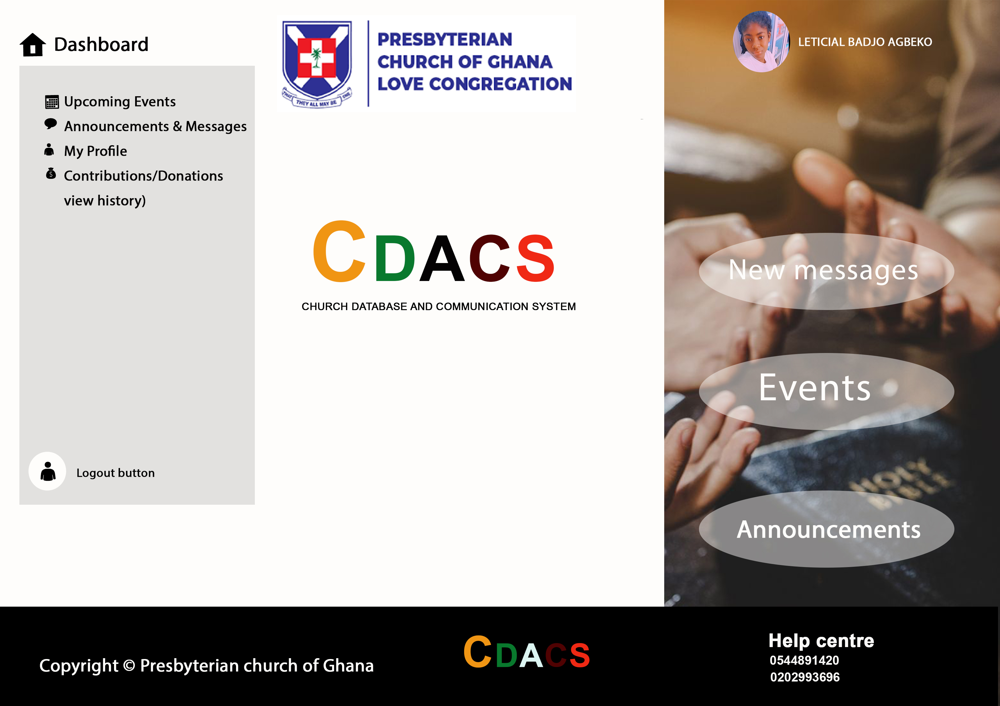 Dashboard
Upcoming Events
Announcements & Messages
My Profile
$
Contributions/Donations
view history)
Logout button
PRESBYTERIAN
CHURCH OF GHANA
LOVE CONGREGATION
THAT THEY ALL MAY BE ONE
CDACS
CHURCH DATABASE AND COMMUNICATION SYSTEM
LETICIAL BADJO AGBEKO
New messages
Events
HOLY
BIBLE
Announcements
Copyright © Presbyterian church of Ghana
CDACS
Help centre
0544891420
0202993696